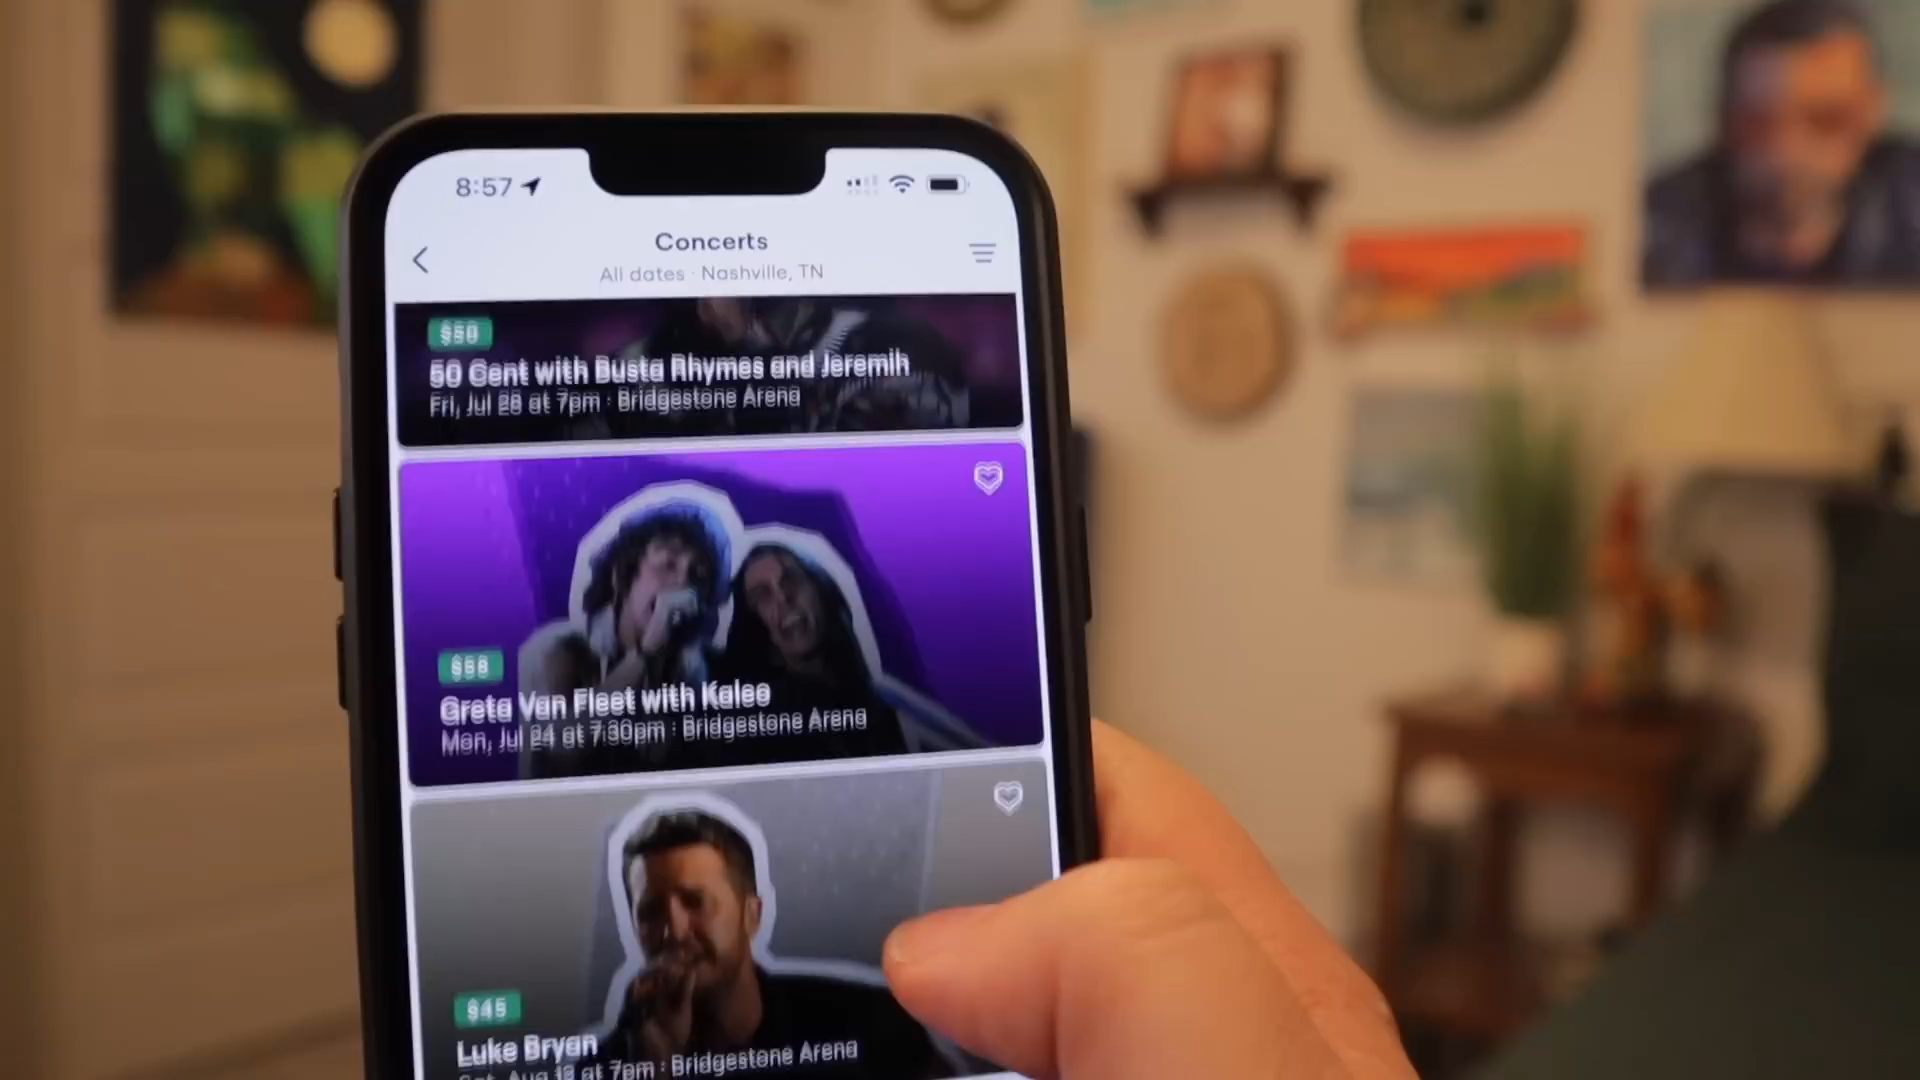 8:57
Concerts
All dates · Nashville, TN
$50
50 Cent with Busta Rhymes and Jeremih
Fri, Jul 28 at 7pm · Bridgestone Arena
$58
Greta Van Fleet with Kaleo
Mon, Jul 24 at 7:30pm · Bridgestone Arena
$45
Luke Bryan
Sat, Aug 12 at 7pm · Bridgestone Arena